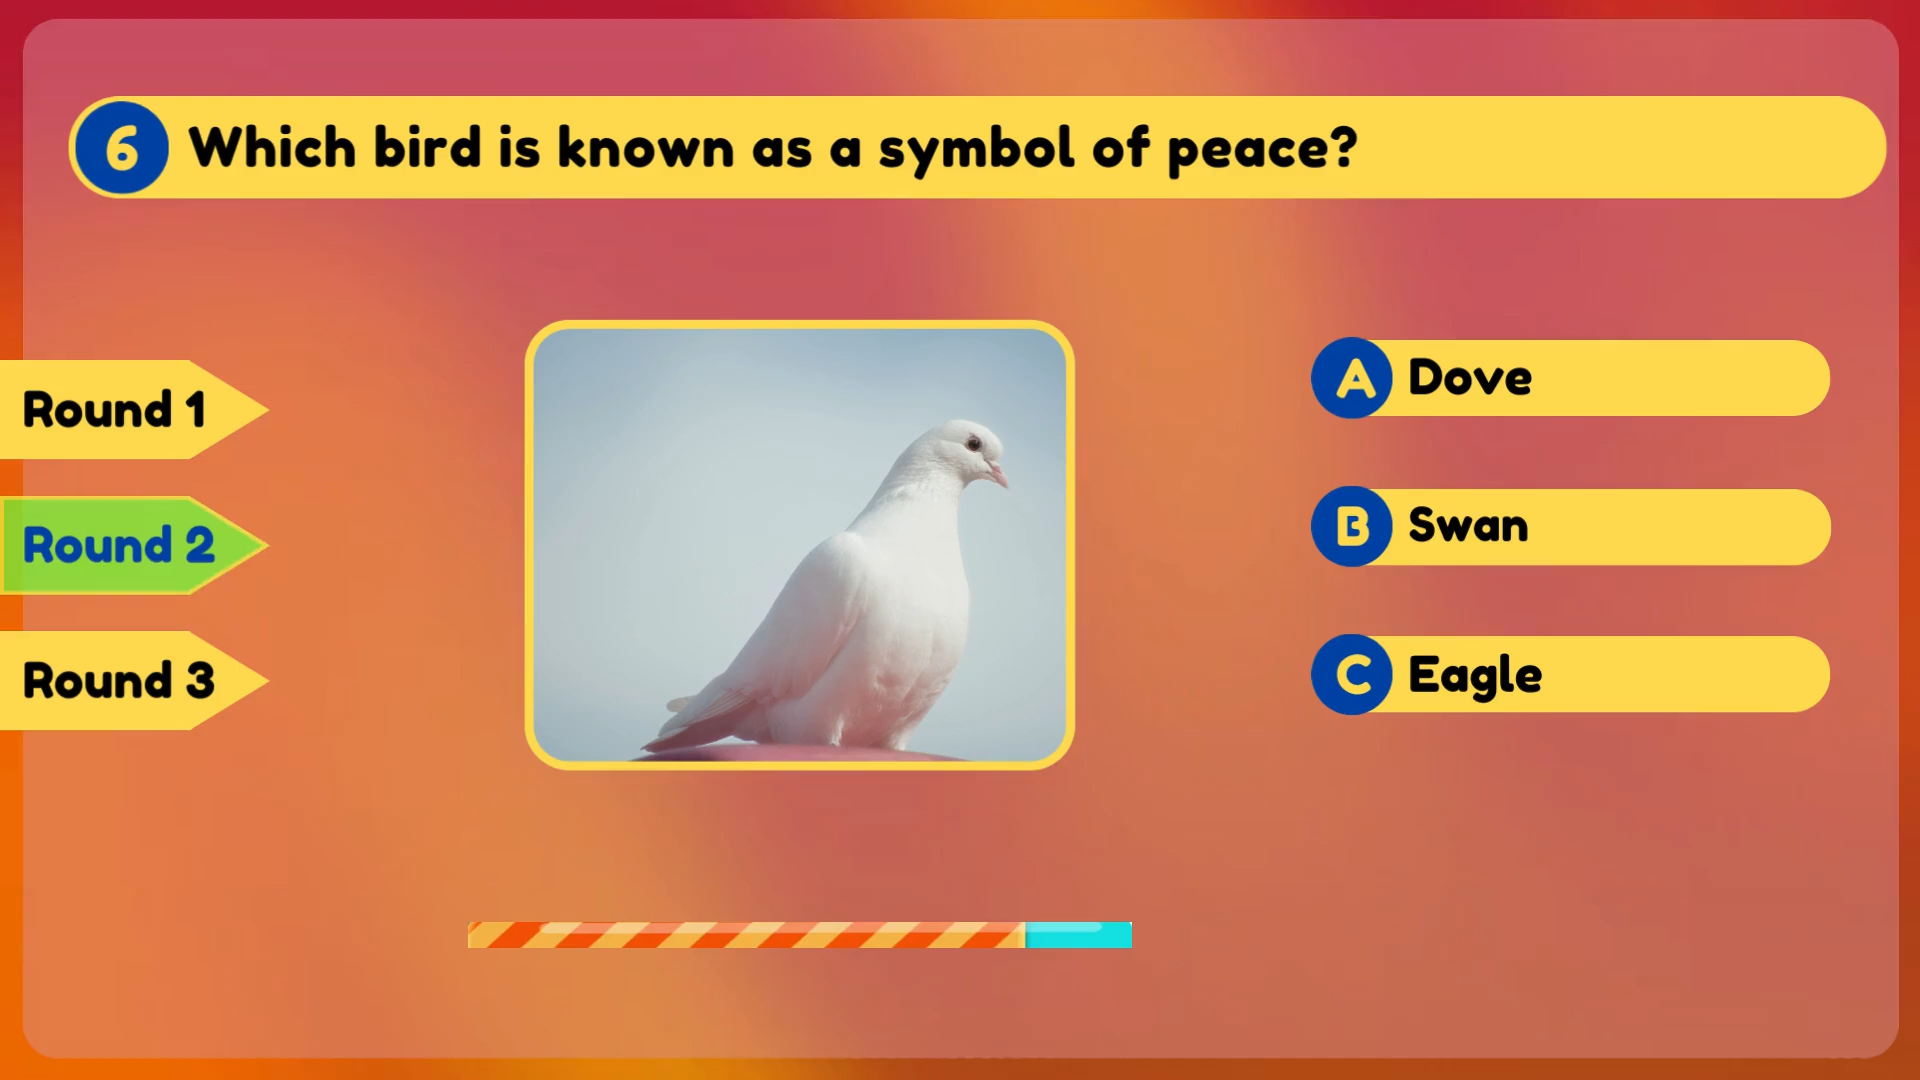 6 Which bird is known as a symbol of peace?
Round 1
Round 2
Round 3
A Dove
B Swan
C Eagle